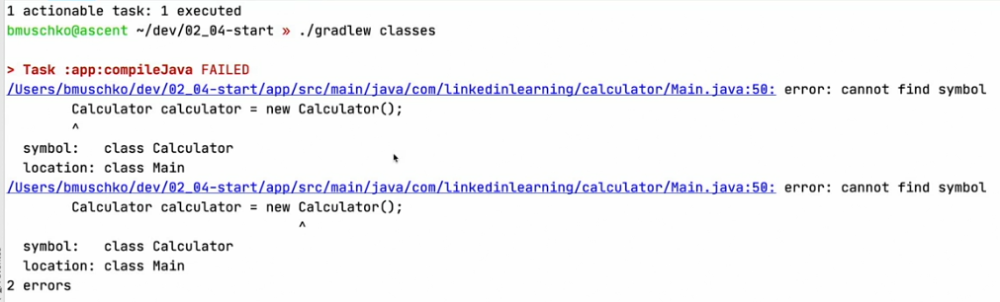 1 actionable task: 1 executed
bmuschko@ascent ~/dev/02_04-start » ./gradlew classes
> Task :app:compileJava FAILED
/Users/bmuschko/dev/02_04-start/app/src/main/java/com/linkedinlearning/calculator/Main.java:50: error: cannot find symbol
        Calculator calculator = new Calculator();
        ^
  symbol:   class Calculator
  location: class Main
/Users/bmuschko/dev/02_04-start/app/src/main/java/com/linkedinlearning/calculator/Main.java:50: error: cannot find symbol
        Calculator calculator = new Calculator();
                                    ^
  symbol:   class Calculator
  location: class Main
2 errors